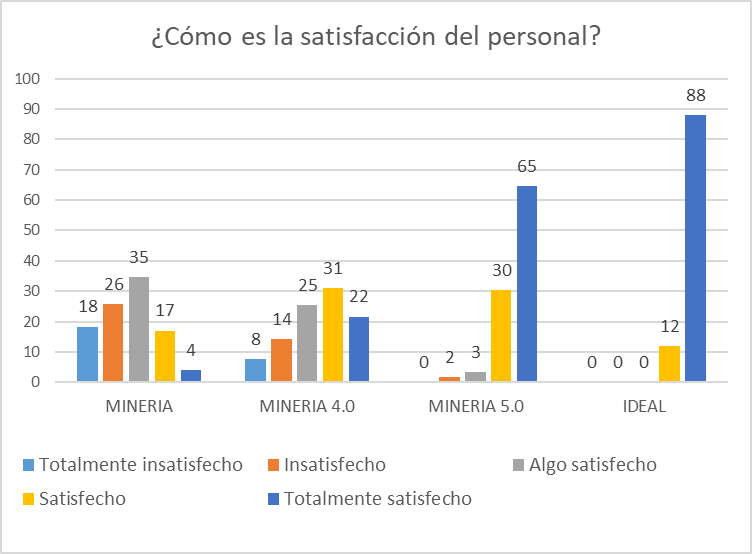 ¿Cómo es la satisfacción del personal?
100
90
80
70
60
50
40
30
20
10
0
18 26 35 17 4
8 14 25 31 22
0 2 3 30 65
0 0 0 12 88
MINERIA MINERIA 4.0 MINERIA 5.0 IDEAL
Totalmente insatisfecho Insatisfecho Algo satisfecho
Satisfecho Totalmente satisfecho